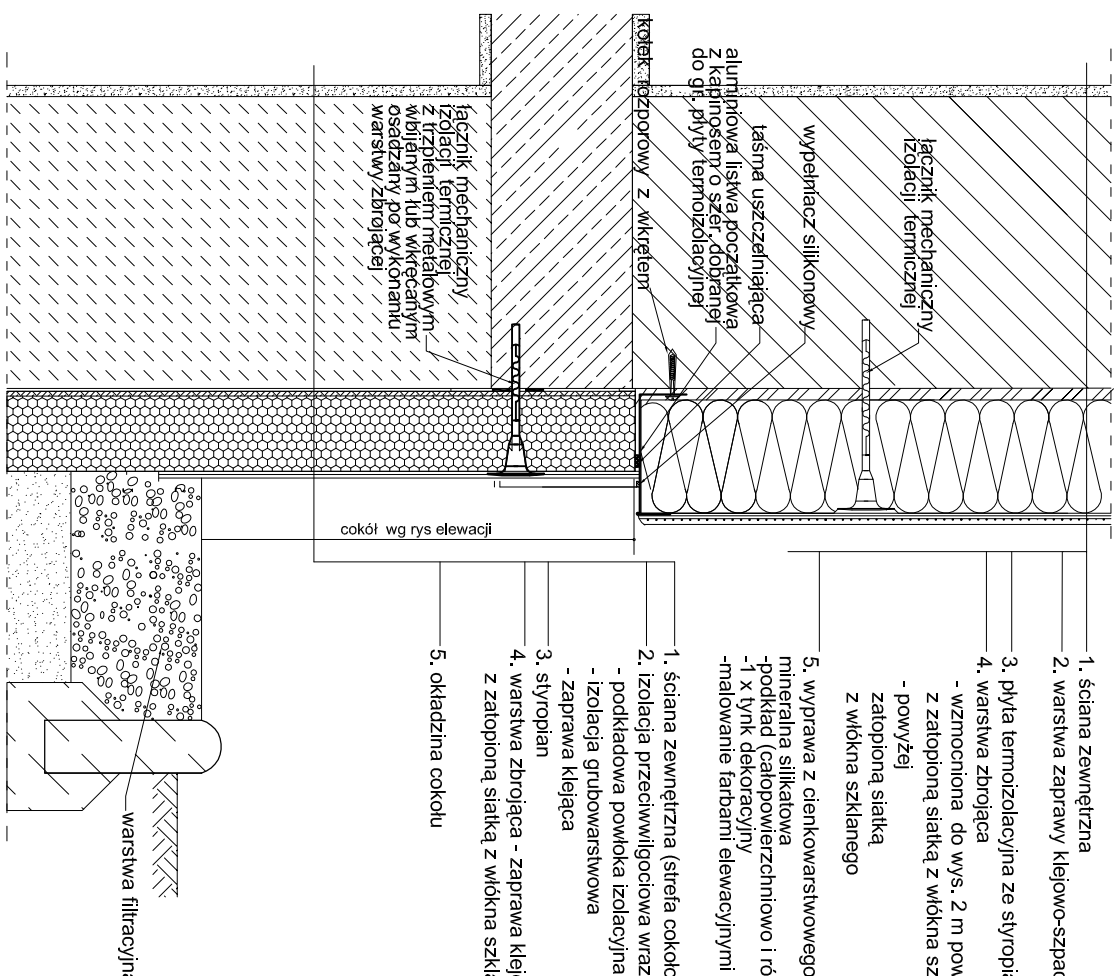 łącznik mechaniczny
izolacji termicznej
wypełniacz silikonowy
taśma uszczelniająca
aluminiowa listwa początkowa
z kapinosem o szer. dobranej
do gr. płyty termoizolacyjnej
kołek rozporowy z wkrętem
łącznik mechaniczny
izolacji termicznej
z trzpieniem metalowym
wbijanym lub wkręcanym
osadzany po wykonaniu
warstwy zbrojącej
cokół wg rys elewacji
1. ściana zewnętrzna
2. warstwa zaprawy klejowo-szpac
3. płyta termoizolacyjna ze styropia
4. warstwa zbrojąca
- wzmocniona do wys. 2 m pow
z zatopioną siatką z włókna sz
- powyżej
zatopioną siatką
z włókna szklanego
5. wyprawa z cienkowarstwowego
mineralna silikatowa
-podkład (całopowierzchniowo i ró
-1 x tynk dekoracyjny
-malowanie farbami elewacyjnymi
1. ściana zewnętrzna (strefa cokoło
2. izolacja przeciwwilgociowa wraz
- podkładowa powłoka izolacyjna
- izolacja grubowarstwowa
- zaprawa klejąca
3. styropian
4. warstwa zbrojąca - zaprawa klej
z zatopioną siatką z włókna szkla
5. okładzina cokołu
warstwa filtracyjna